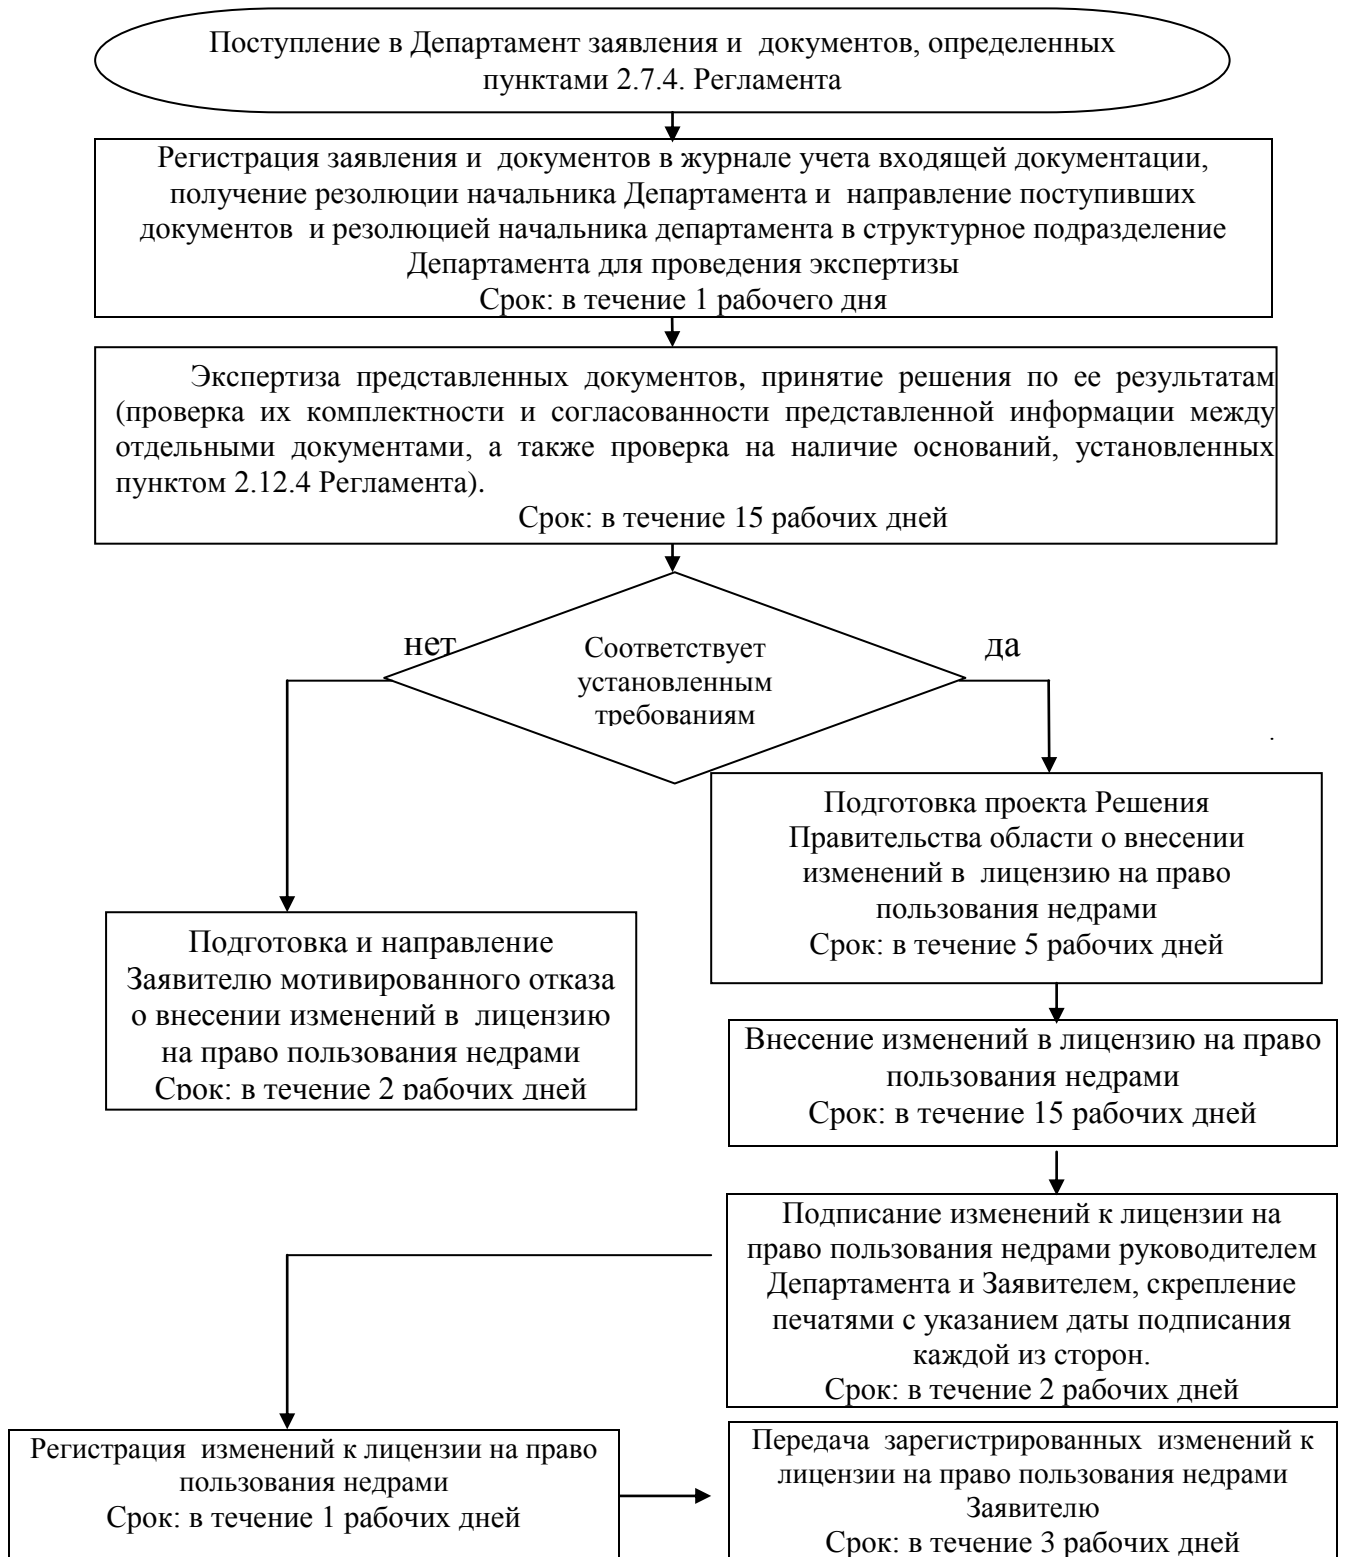 Поступление в Департамент заявления и документов, определенных
пунктами 2.7.4. Регламента
Регистрация заявления и документов в журнале учета входящей документации,
получение резолюции начальника Департамента и направление поступивших
документов и резолюцией начальника департамента в структурное подразделение
Департамента для проведения экспертизы
Срок: в течение 1 рабочего дня
Экспертиза представленных документов, принятие решения по ее результатам
(проверка их комплектности и согласованности представленной информации между
отдельными документами, а также проверка на наличие оснований, установленных
пунктом 2.12.4 Регламента).
Срок: в течение 15 рабочих дней
нет
Соответствует
установленным
требованиям
да
.
Подготовка проекта Решения
Правительства области о внесении
изменений в лицензию на право
пользования недрами
Срок: в течение 5 рабочих дней
Подготовка и направление
Заявителю мотивированного отказа
о внесении изменений в лицензию
на право пользования недрами
Срок: в течение 2 рабочих дней
Внесение изменений в лицензию на право
пользования недрами
Срок: в течение 15 рабочих дней
Подписание изменений к лицензии на
право пользования недрами руководителем
Департамента и Заявителем, скрепление
печатями с указанием даты подписания
каждой из сторон.
Срок: в течение 2 рабочих дней
Регистрация изменений к лицензии на право
пользования недрами
Срок: в течение 1 рабочих дней
Передача зарегистрированных изменений к
лицензии на право пользования недрами
Заявителю
Срок: в течение 3 рабочих дней